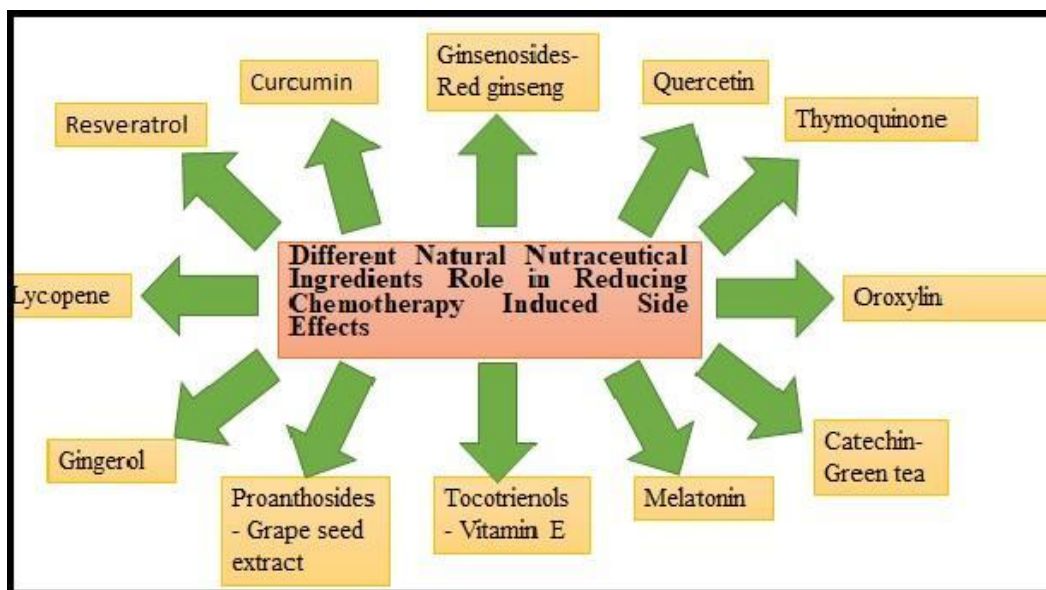 Ginsenosides-
Red ginseng
Curcumin
Quercetin
Resveratrol
Thymoquinone
Different Natural Nutraceutical
Ingredients Role in Reducing
Chemotherapy Induced Side
Effects
Lycopene
Oroxylin
Gingerol
Catechin-
Green tea
Proanthosides
- Grape seed
extract
Tocotrienols
- Vitamin E
Melatonin